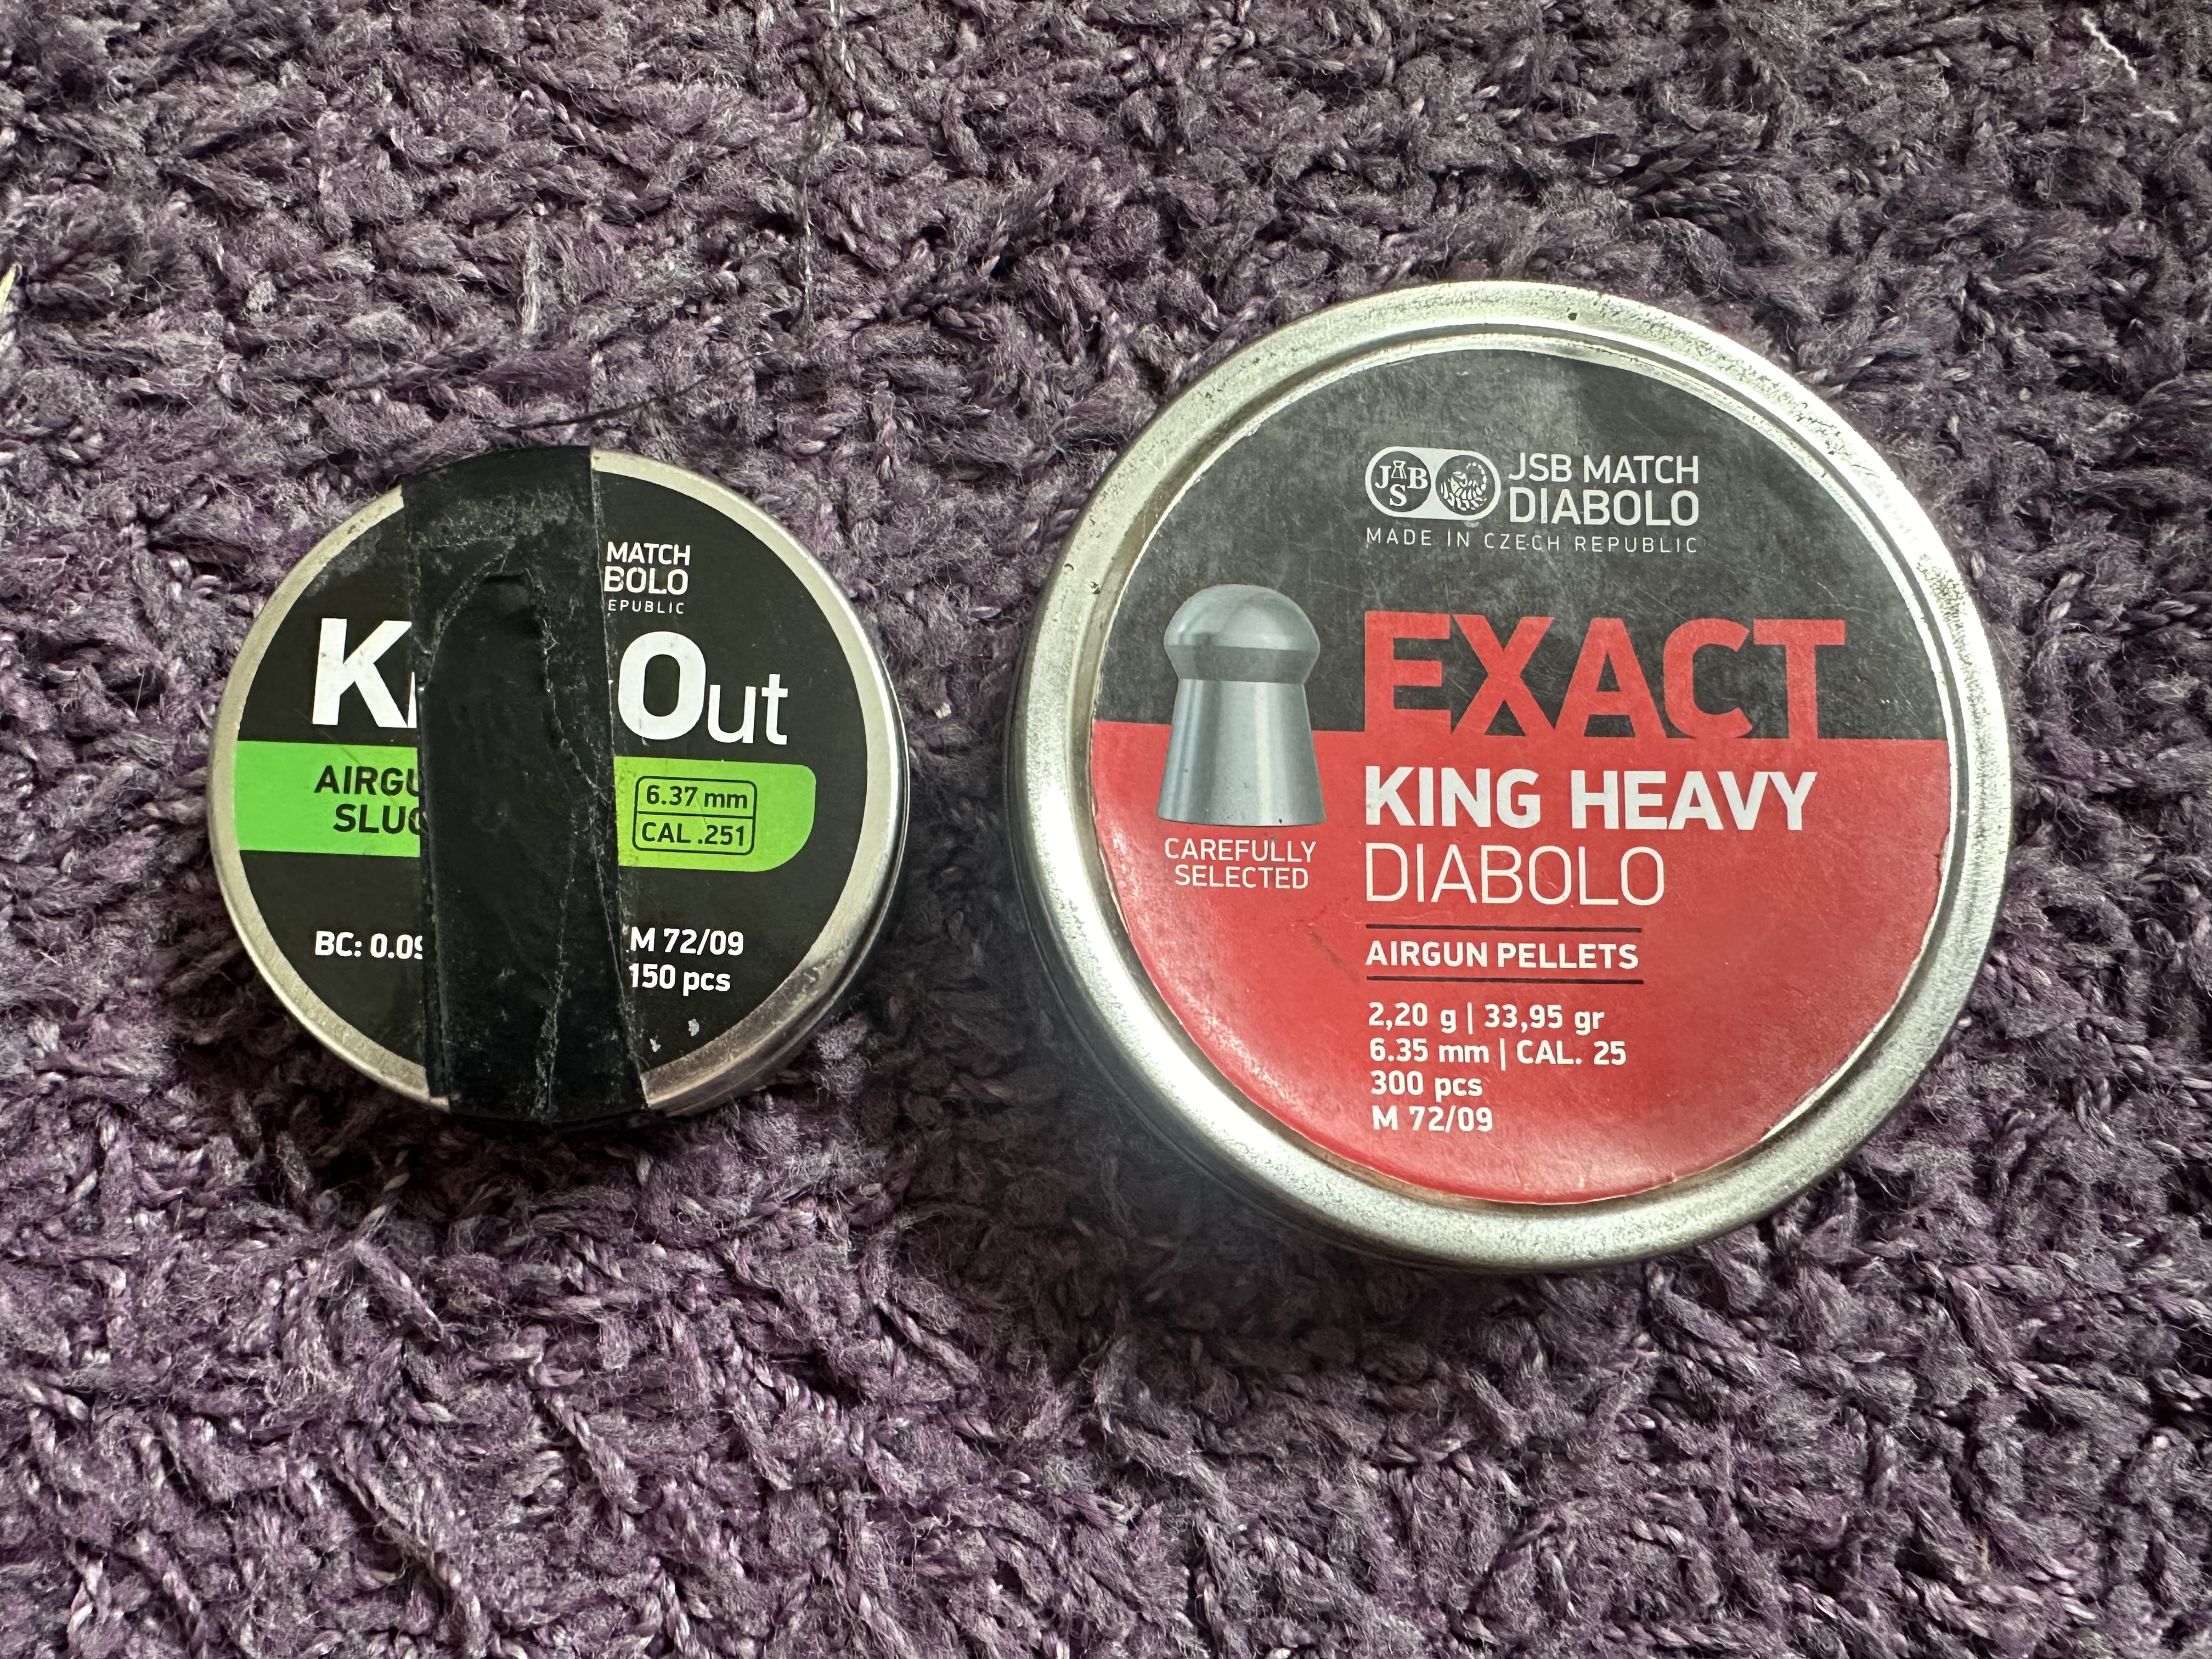 MATCH
BOLO
EPUBLIC
Out
AIRGU
SLUG
6.37 mm
CAL .251
BC: 0.09
M 72/09
150 pcs
JSB
JSB MATCH
DIABOLO
MADE IN CZECH REPUBLIC
EXACT
KING HEAVY
DIABOLO
CAREFULLY
SELECTED
AIRGUN PELLETS
2,20 g | 33,95 gr
6.35 mm | CAL. 25
300 pcs
M 72/09